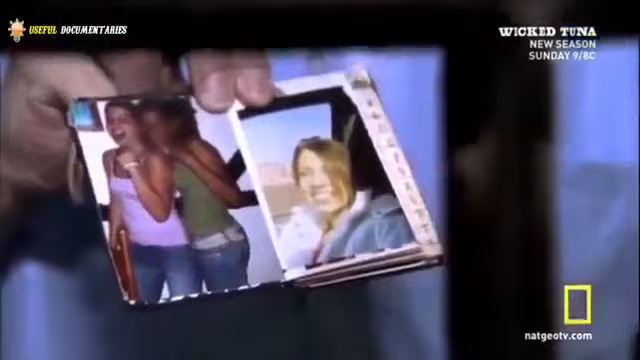 USEFUL DOCUMENTARIES
WICKED TUNA
NEW SEASON
SUNDAY 9/8C
natgeotv.com